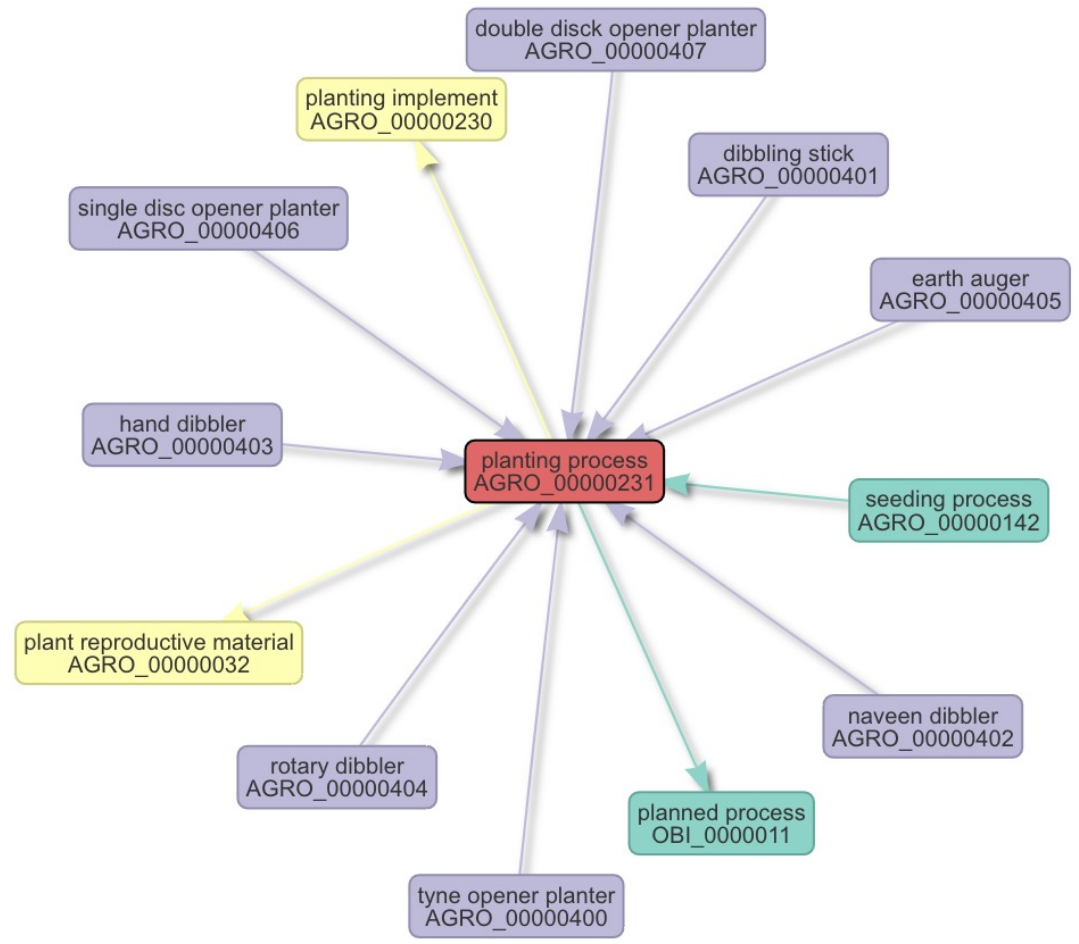 double disck opener planter
AGRO_00000407
planting implement
AGRO_00000230
dibbling stick
AGRO_00000401
single disc opener planter
AGRO_00000406
earth auger
AGRO_00000405
hand dibbler
AGRO_00000403
planting process
AGRO_00000231
seeding process
AGRO_00000142
plant reproductive material
AGRO_00000032
naveen dibbler
AGRO_00000402
rotary dibbler
AGRO_00000404
planned process
OBI_0000011
tyne opener planter
AGRO_00000400